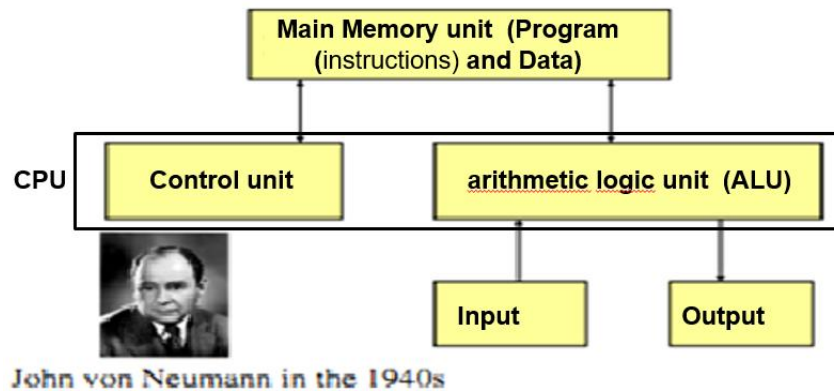 Main Memory unit (Program
(instructions) and Data)
CPU
Control unit
arithmetic logic unit (ALU)
Input
Output
John von Neumann in the 1940s